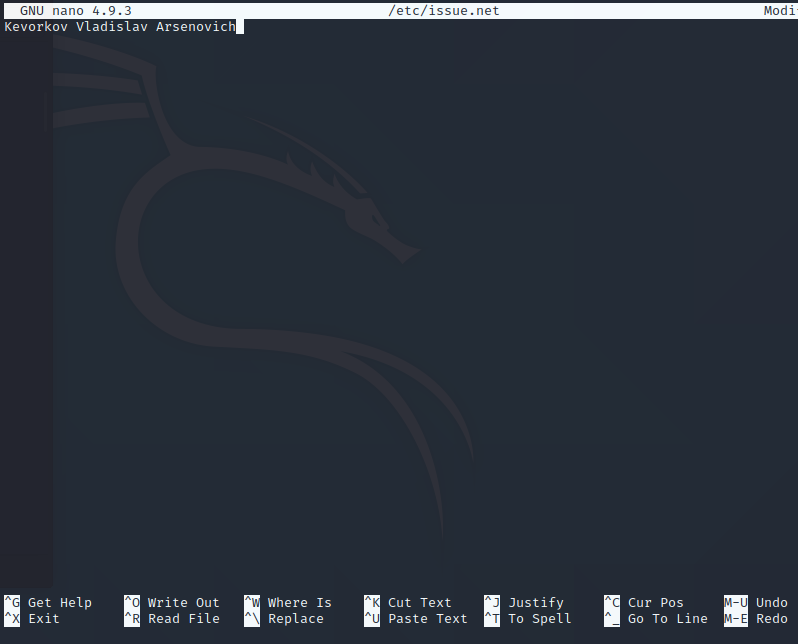 GNU nano 4.9.3 /etc/issue.net Modi
Kevorkov Vladislav Arsenovich
^G Get Help ^O Write Out ^W Where Is ^K Cut Text ^J Justify ^C Cur Pos M-U Undo
^X Exit ^R Read File ^\ Replace ^U Paste Text ^T To Spell ^_ Go To Line M-E Redo